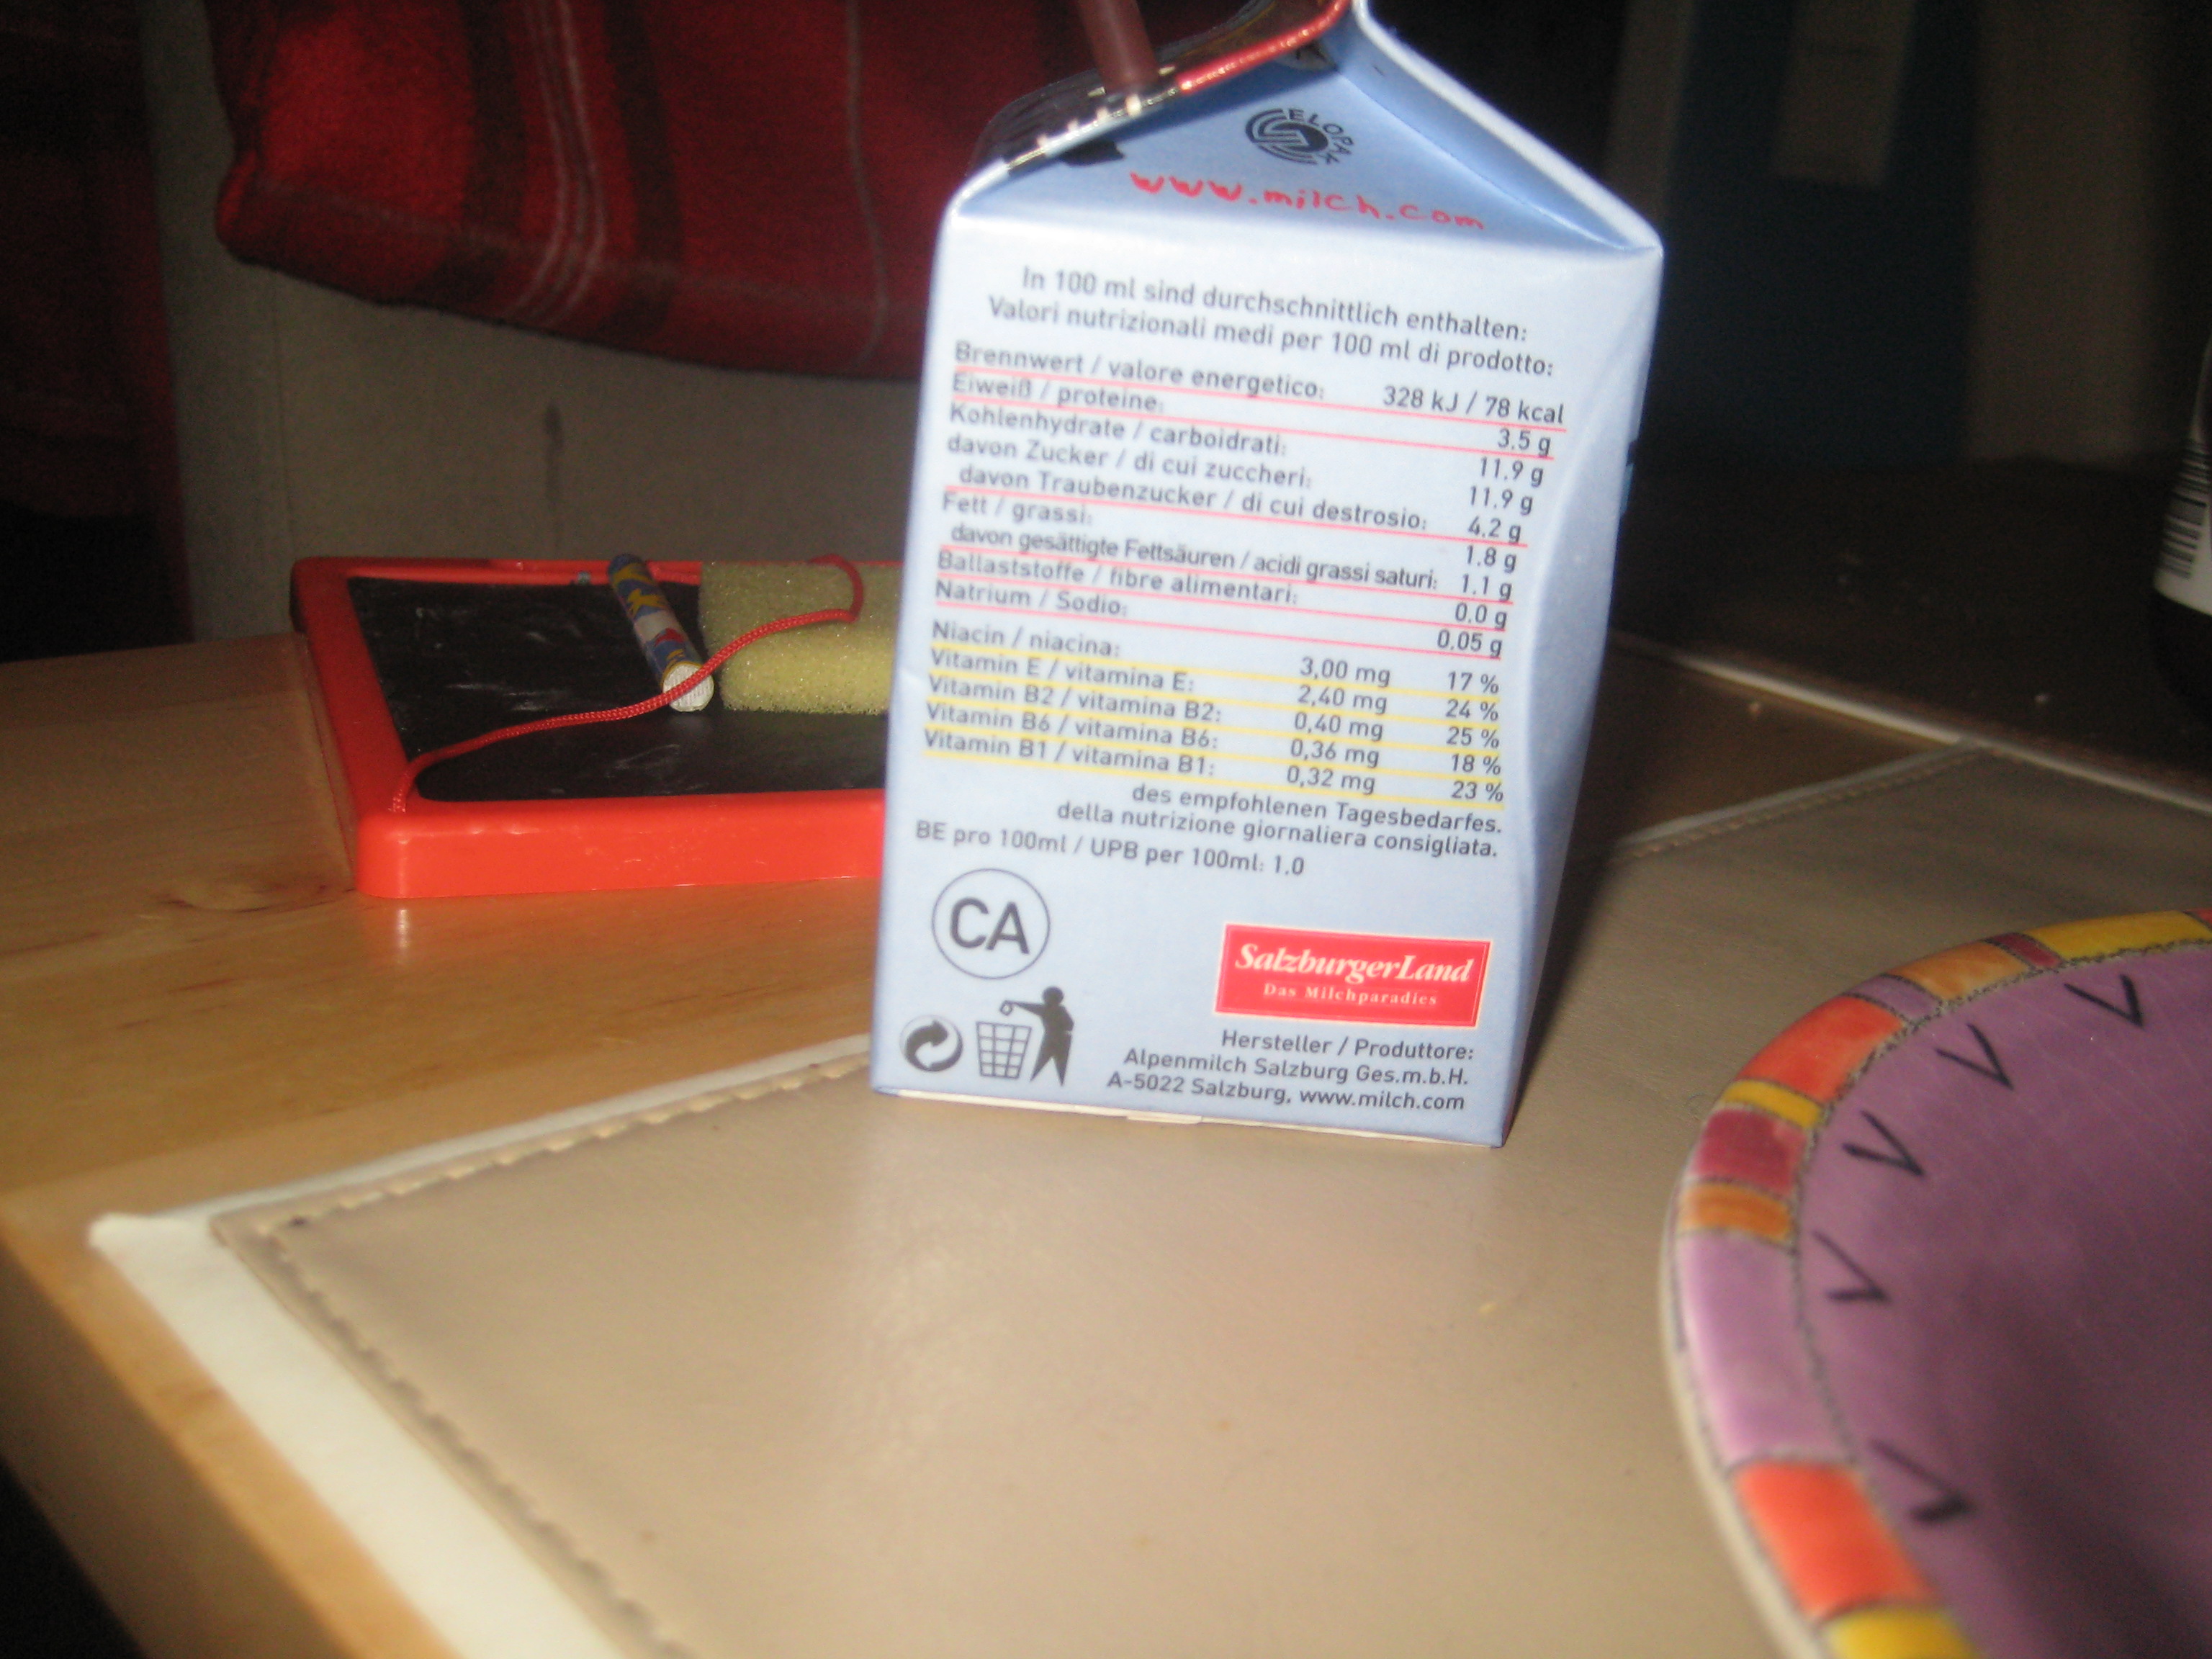 ELOPAK
www.milch.com
In 100 ml sind durchschnittlich enthalten:
Valori nutrizionali medi per 100 ml di prodotto:
Brennwert / valore energetico: 328 kJ / 78 kcal
Eiweiß / proteine: 3.5 g
Kohlenhydrate / carboidrati: 11.9 g
davon Zucker / di cui zuccheri: 11.9 g
davon Traubenzucker / di cui destrosio: 4.2 g
Fett / grassi: 1.8 g
davon gesättigte Fettsäuren / acidi grassi saturi: 1.1 g
Ballaststoffe / fibre alimentari: 0.0 g
Natrium / Sodio: 0,05 g
Niacin / niacina: 3,00 mg 17 %
Vitamin E / vitamina E: 2,40 mg 24 %
Vitamin B2 / vitamina B2: 0,40 mg 25 %
Vitamin B6 / vitamina B6: 0,36 mg 18 %
Vitamin B1 / vitamina B1: 0,32 mg 23 %
des empfohlenen Tagesbedarfes.
della nutrizione giornaliera consigliata.
BE pro 100ml / UPB per 100ml: 1.0
CA
SalzburgerLand
Das Milchparadies
Hersteller / Produttore:
Alpenmilch Salzburg Ges.m.b.H.
A-5022 Salzburg, www.milch.com